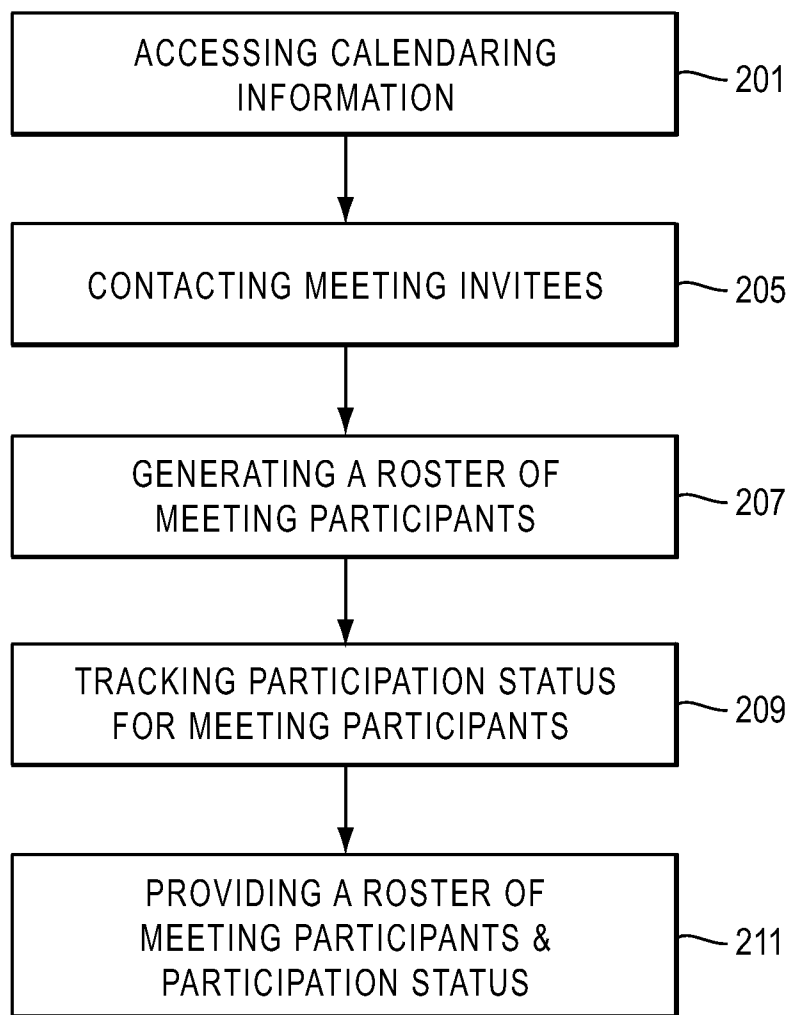 ACCESSING CALENDARING
INFORMATION
201
CONTACTING MEETING INVITEES
205
GENERATING A ROSTER OF
MEETING PARTICIPANTS
207
TRACKING PARTICIPATION STATUS
FOR MEETING PARTICIPANTS
209
PROVIDING A ROSTER OF
MEETING PARTICIPANTS &
PARTICIPATION STATUS
211